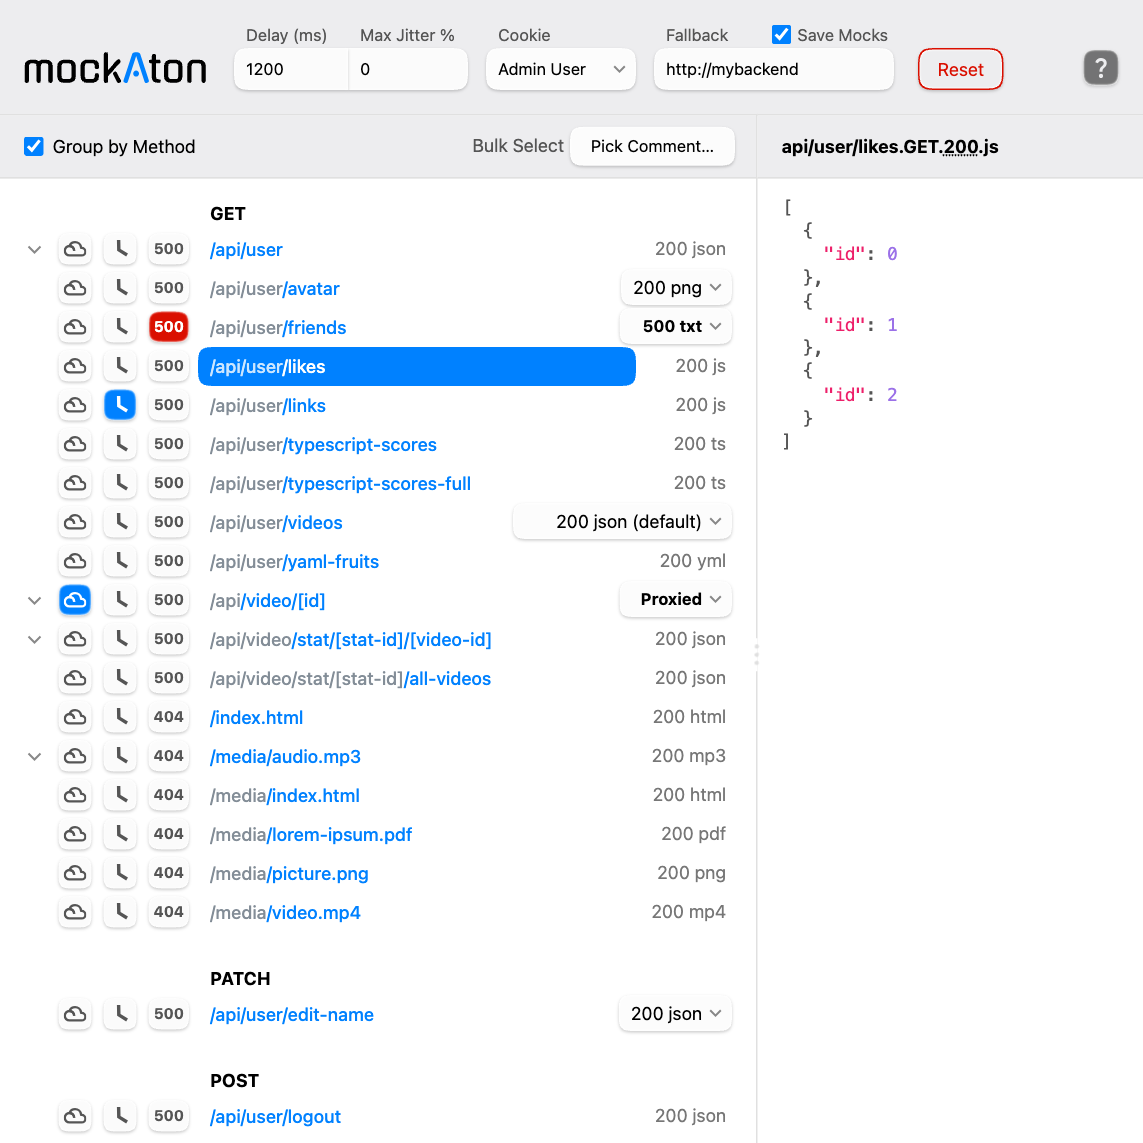 mockAton
Delay (ms) Max Jitter % Cookie Fallback Save Mocks
1200 0 Admin User http://mybackend Reset ?
Group by Method Bulk Select Pick Comment...
GET
500 /api/user 200 json
500 /api/user/avatar 200 png
500 /api/user/friends 500 txt
500 /api/user/likes 200 js
500 /api/user/links 200 js
500 /api/user/typescript-scores 200 ts
500 /api/user/typescript-scores-full 200 ts
500 /api/user/videos 200 json (default)
500 /api/user/yaml-fruits 200 yml
500 /api/video/[id] Proxied
500 /api/video/stat/[stat-id]/[video-id] 200 json
500 /api/video/stat/[stat-id]/all-videos 200 json
404 /index.html 200 html
404 /media/audio.mp3 200 mp3
404 /media/index.html 200 html
404 /media/lorem-ipsum.pdf 200 pdf
404 /media/picture.png 200 png
404 /media/video.mp4 200 mp4
PATCH
500 /api/user/edit-name 200 json
POST
500 /api/user/logout 200 json
api/user/likes.GET.200.js
[
{
"id": 0
},
{
"id": 1
},
{
"id": 2
}
]